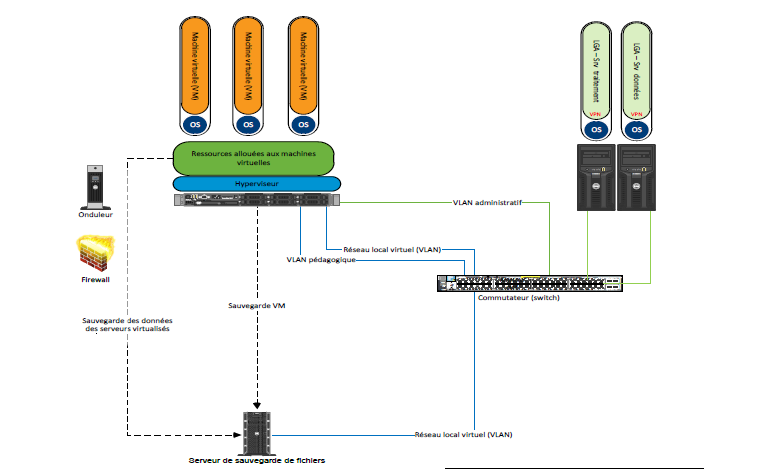 Machine virtuelle (VM)
Machine virtuelle (VM)
Machine virtuelle (VM)
OS
OS
OS
LGA – Srv traitement
VPN
OS
LGA – Srv données
VPN
OS
Ressources allouées aux machines
virtuelles
Hyperviseur
Onduleur
Firewall
VLAN administratif
Réseau local virtuel (VLAN)
VLAN pédagogique
Commutateur (switch)
Sauvegarde VM
Sauvegarde des données
des serveurs virtualisés
Réseau local virtuel (VLAN)
Serveur de sauvegarde de fichiers